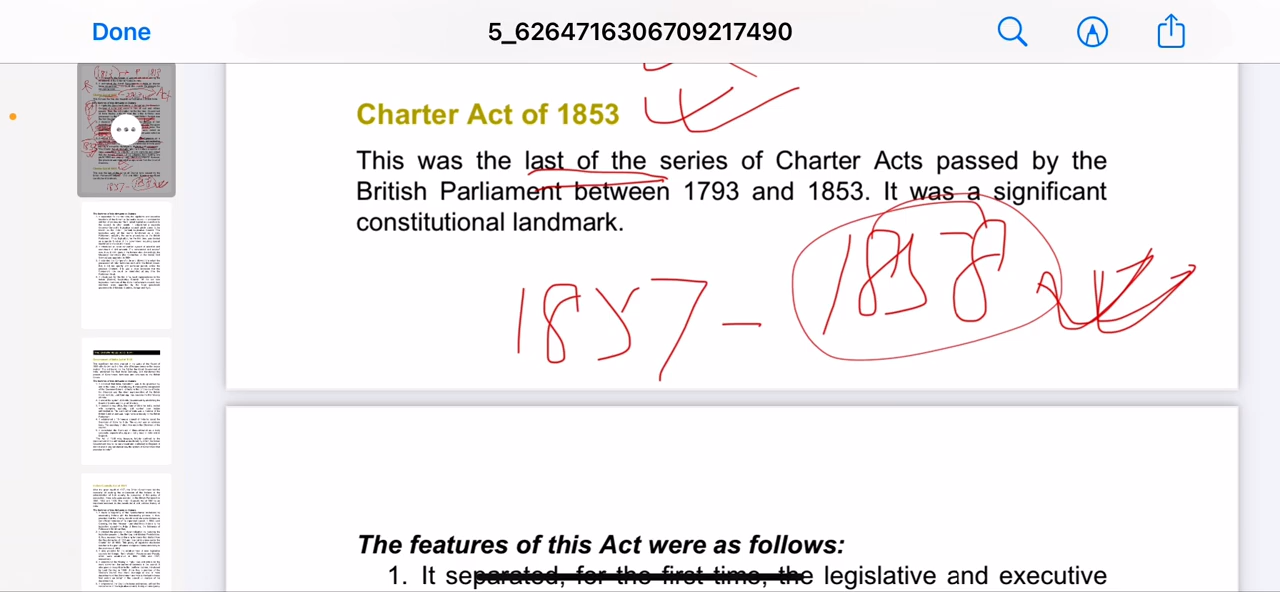 Done
5_6264716306709217490
Charter Act of 1853
This was the last of the series of Charter Acts passed by the
British Parliament between 1793 and 1853. It was a significant
constitutional landmark.
1857 - 1858
The features of this Act were as follows:
1. It separated, for the first time, the legislative and executive